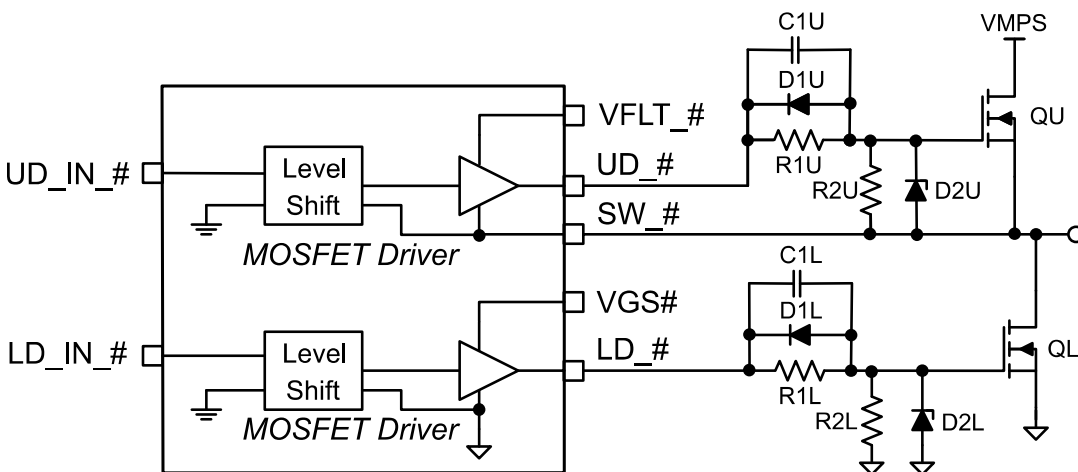 C1U
VMPS
D1U
VFLT_#
QU
UD_IN_#
Level
Shift
UD_#
R1U
R2U
D2U
SW_#
MOSFET Driver
C1L
VGS#
D1L
LD_IN_#
Level
Shift
LD_#
QL
R1L
R2L
D2L
MOSFET Driver